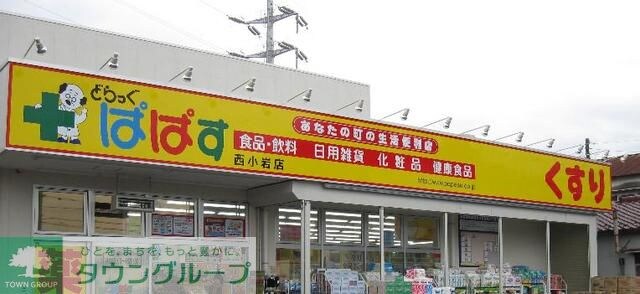 どらっぐ
ぱぱす
西小岩店
あなたの町の生活便利館
食品・飲料 日用雑貨 化粧品 健康食品
くすり
ひとを、まちを、もっと豊かに。
タウングループ
TOWN GROUP